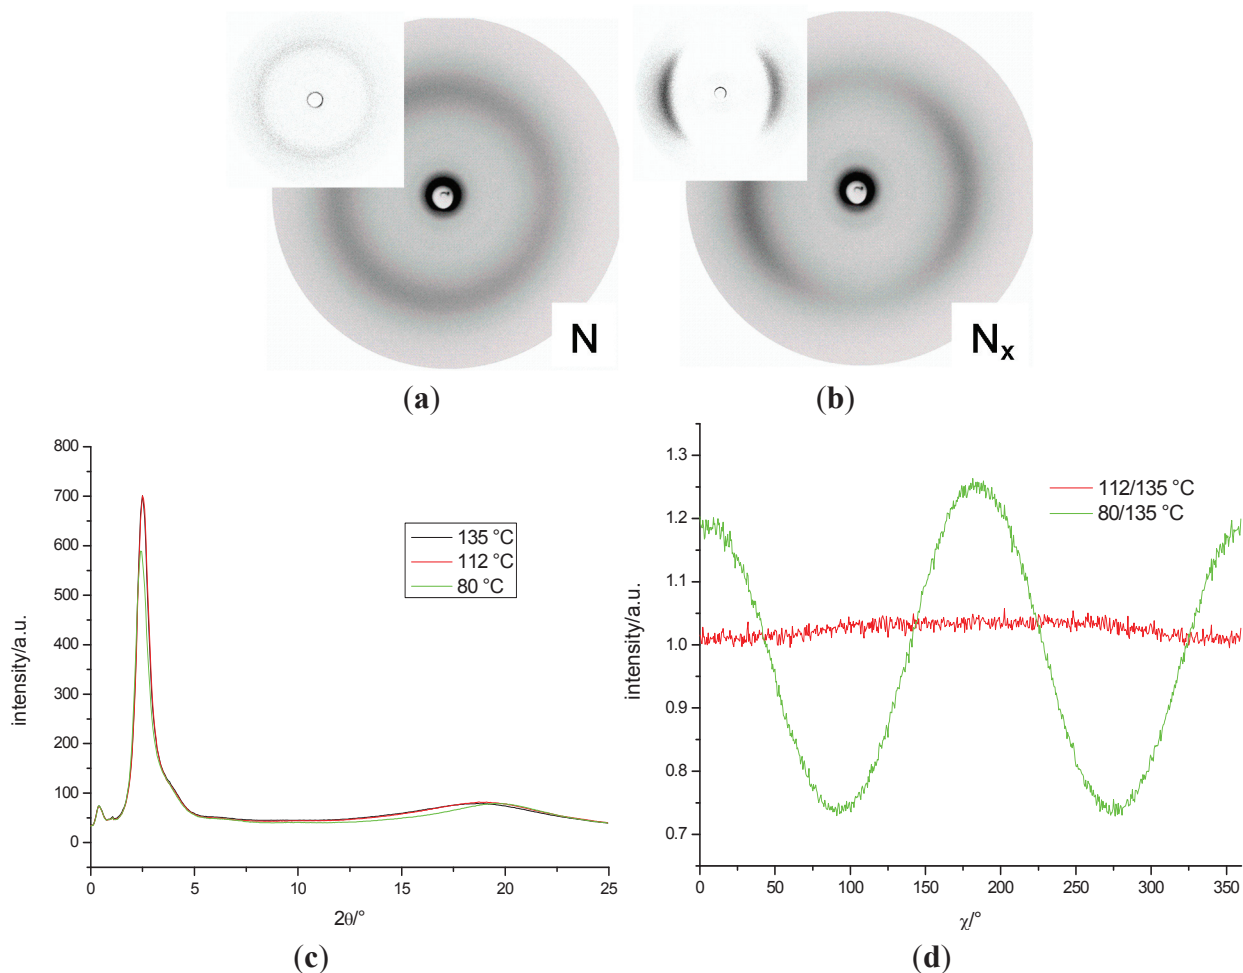 N
Nx
(a)
(b)
800
700
600
500
400
300
200
100
0
intensity/a.u.
135 °C
112 °C
80 °C
0
5
10
15
20
25
2θ/°
(c)
1.3
1.2
1.1
1.0
0.9
0.8
0.7
intensity/a.u.
112/135 °C
80/135 °C
0
50
100
150
200
250
300
350
χ/°
(d)